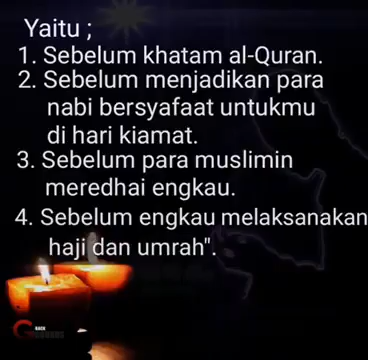 Yaitu ;
1. Sebelum khatam al-Quran.
2. Sebelum menjadikan para
nabi bersyafaat untukmu
di hari kiamat.
3. Sebelum para muslimin
meredhai engkau.
4. Sebelum engkau melaksanakan
haji dan umrah".